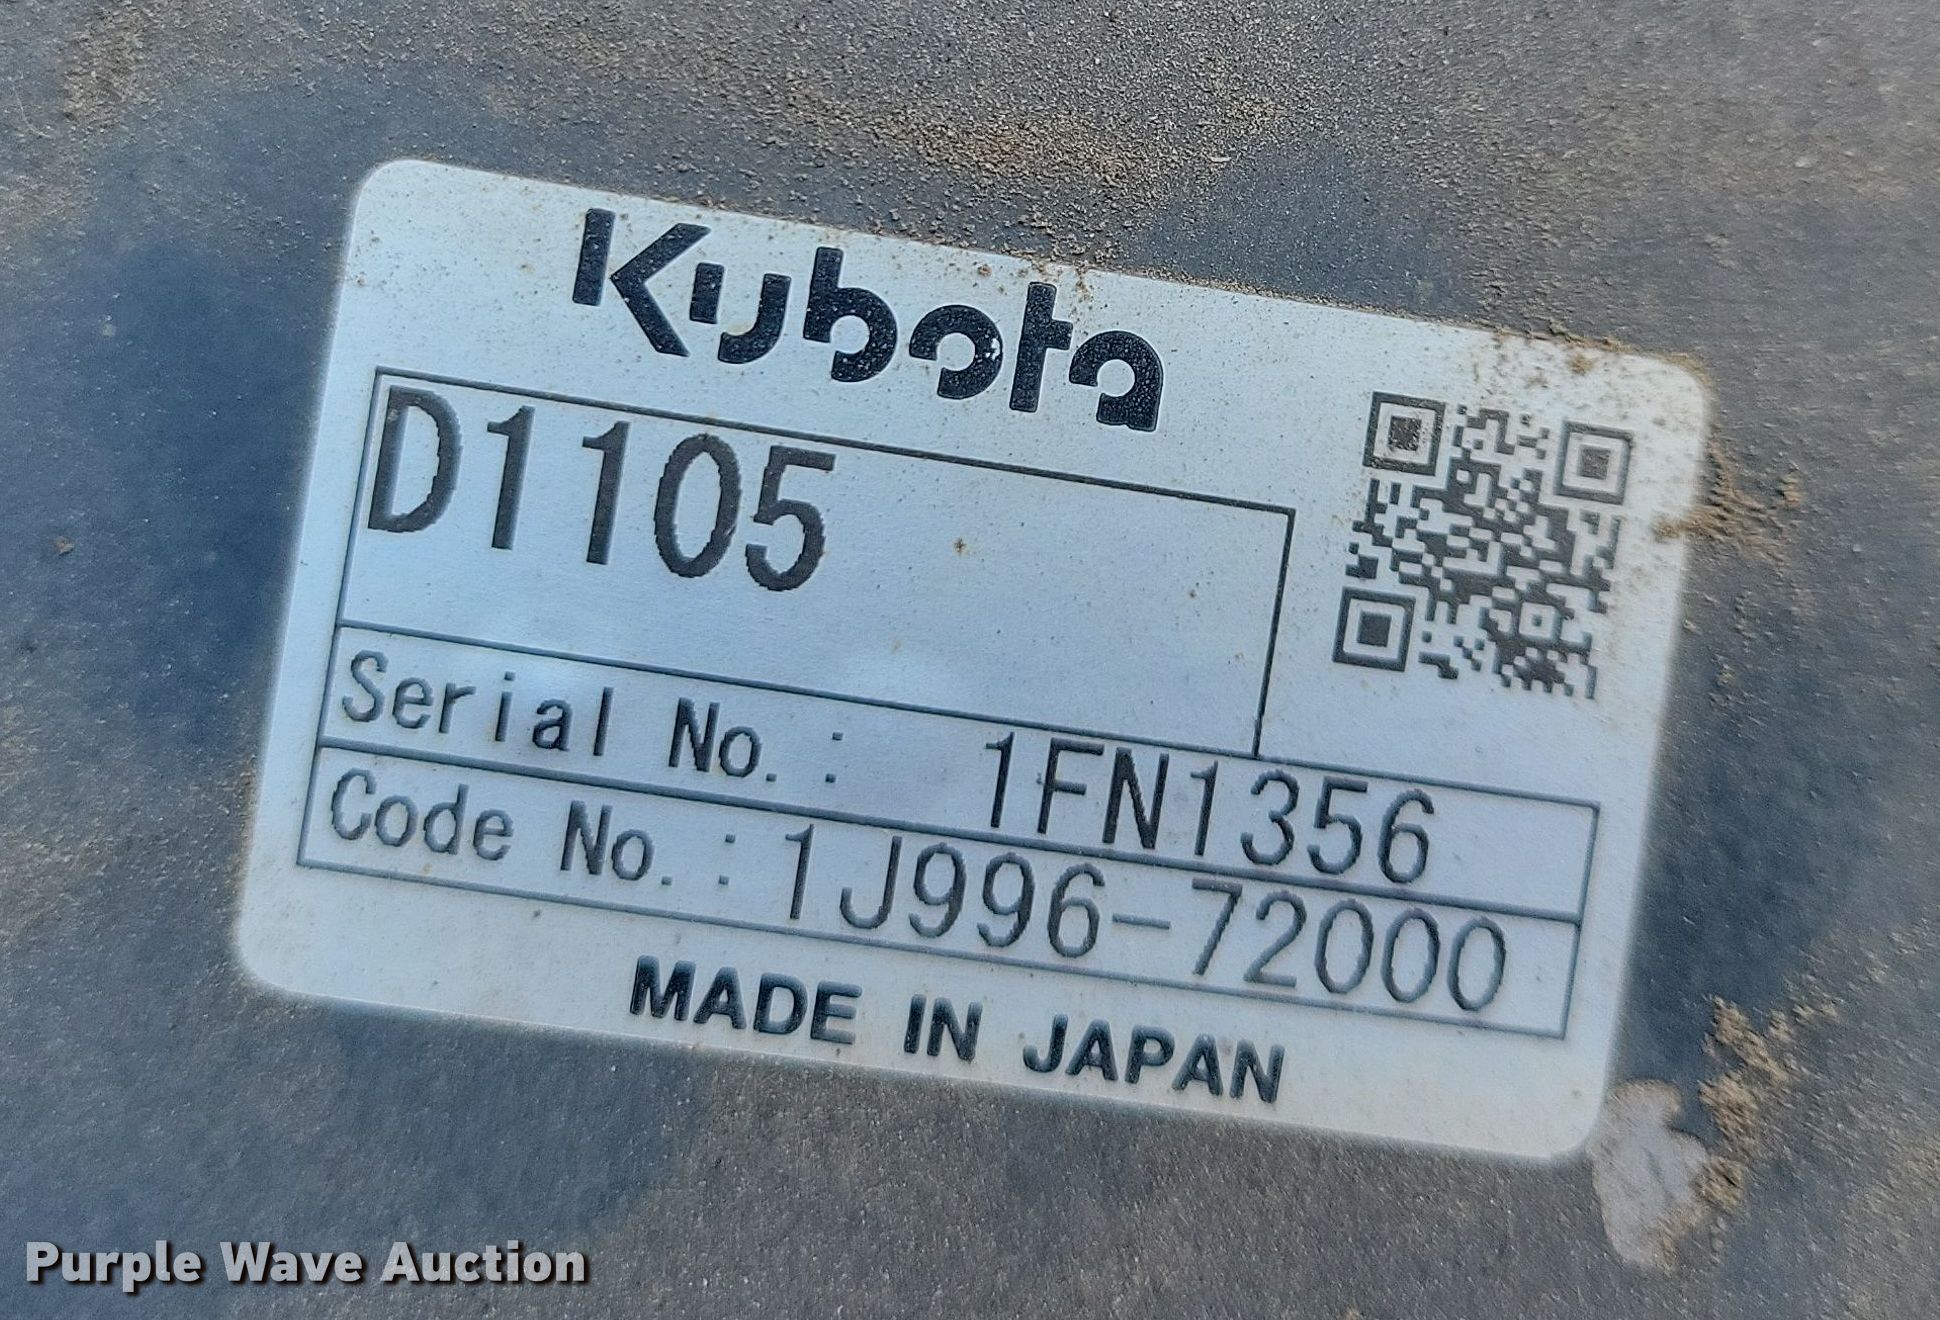 Kubota
D1105
Serial No.: 1FN1356
Code No.:1J996-72000
MADE IN JAPAN
Purple Wave Auction